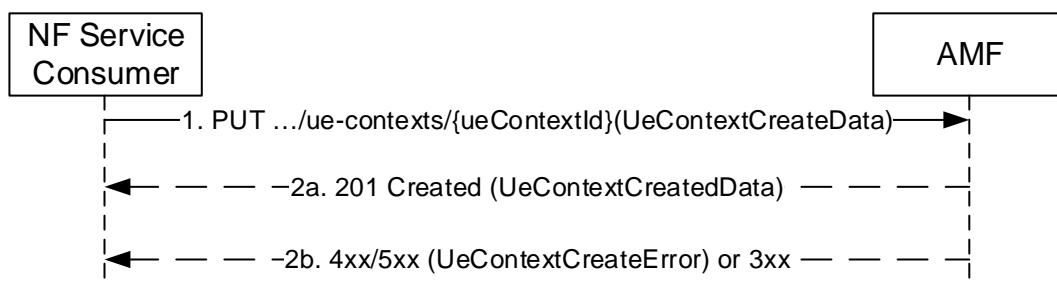 NF Service
Consumer
AMF
1. PUT …/ue-contexts/{ueContextId}(UeContextCreateData)
2a. 201 Created (UeContextCreatedData)
2b. 4xx/5xx (UeContextCreateError) or 3xx